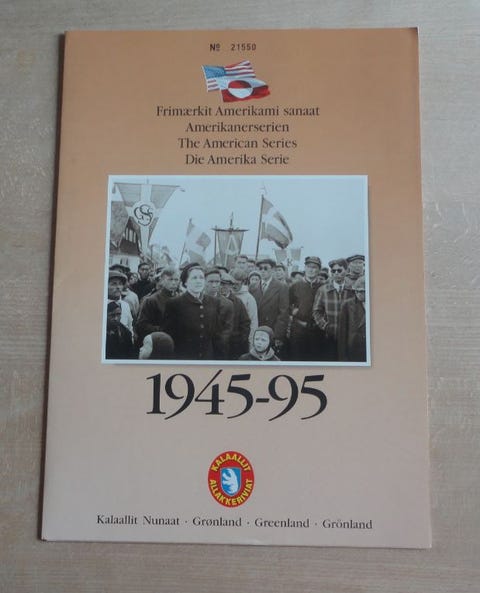 Nº 21550
Frimærkit Amerikami sanaat
Amerikanerserien
The American Series
Die Amerika Serie
1945-95
KALAALLIT
ALLAKKERIVIAT
Kalaallit Nunaat · Grønland · Greenland · Grönland